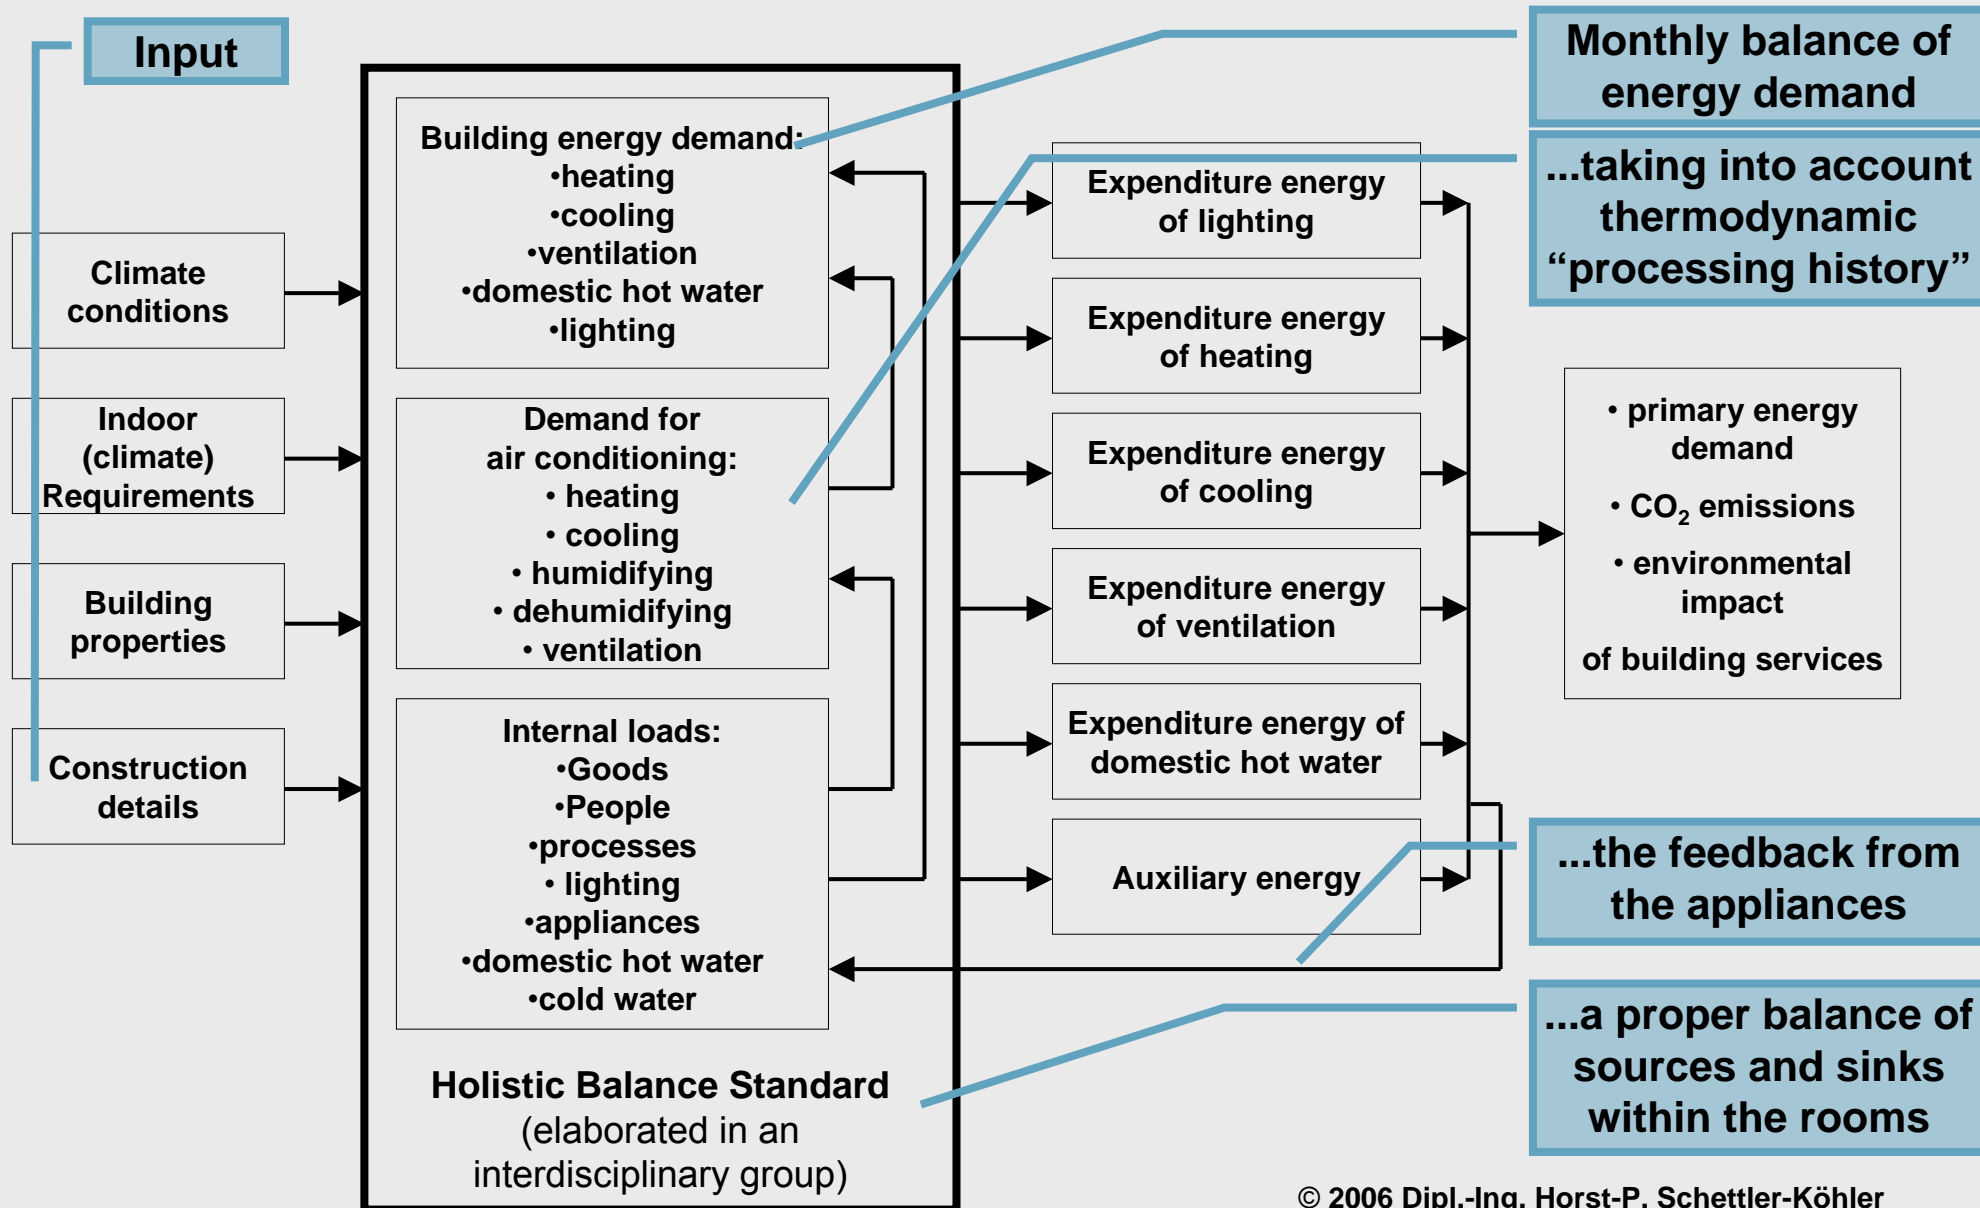 Input
Climate
conditions
Indoor
(climate)
Requirements
Building
properties
Construction
details
Building energy demand:
•heating
•cooling
•ventilation
•domestic hot water
•lighting
Demand for
air conditioning:
• heating
• cooling
• humidifying
• dehumidifying
• ventilation
Internal loads:
•Goods
•People
•processes
• lighting
•appliances
•domestic hot water
•cold water
Holistic Balance Standard
(elaborated in an
interdisciplinary group)
Expenditure energy
of lighting
Expenditure energy
of heating
Expenditure energy
of cooling
Expenditure energy
of ventilation
Expenditure energy of
domestic hot water
Auxiliary energy
Monthly balance of
energy demand
...taking into account
thermodynamic
“processing history”
• primary energy
demand
• CO₂ emissions
• environmental
impact
of building services
...the feedback from
the appliances
...a proper balance of
sources and sinks
within the rooms
© 2006 Dipl.-Ing. Horst-P. Schettler-Köhler